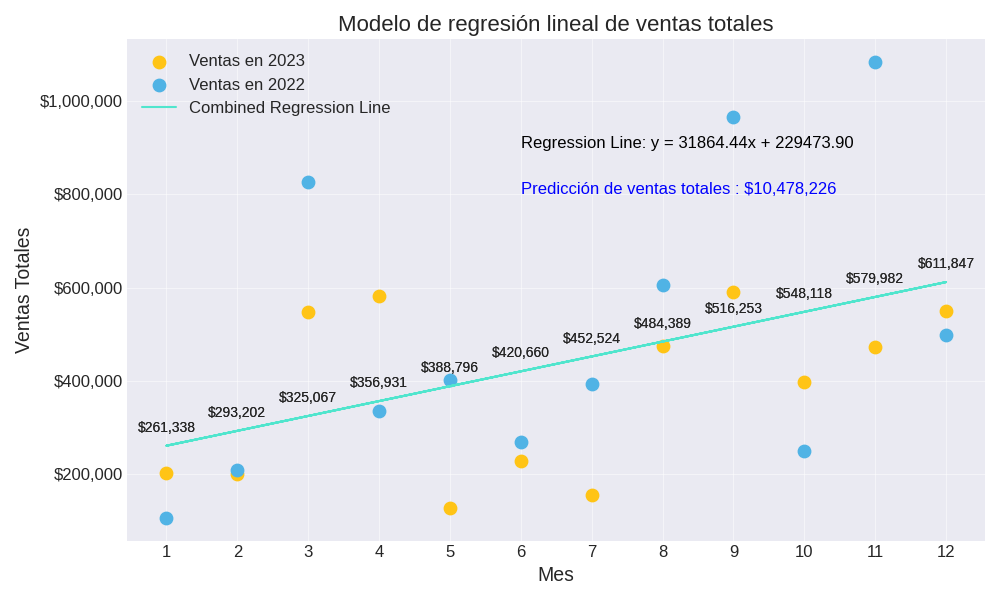 Modelo de regresión lineal de ventas totales
Ventas en 2023
Ventas en 2022
Combined Regression Line
Regression Line: y = 31864.44x + 229473.90
Predicción de ventas totales : $10,478,226
Ventas Totales
$1,000,000
$800,000
$600,000
$400,000
$200,000
$261,338
$293,202
$325,067
$356,931
$388,796
$420,660
$452,524
$484,389
$516,253
$548,118
$579,982
$611,847
1 2 3 4 5 6 7 8 9 10 11 12
Mes